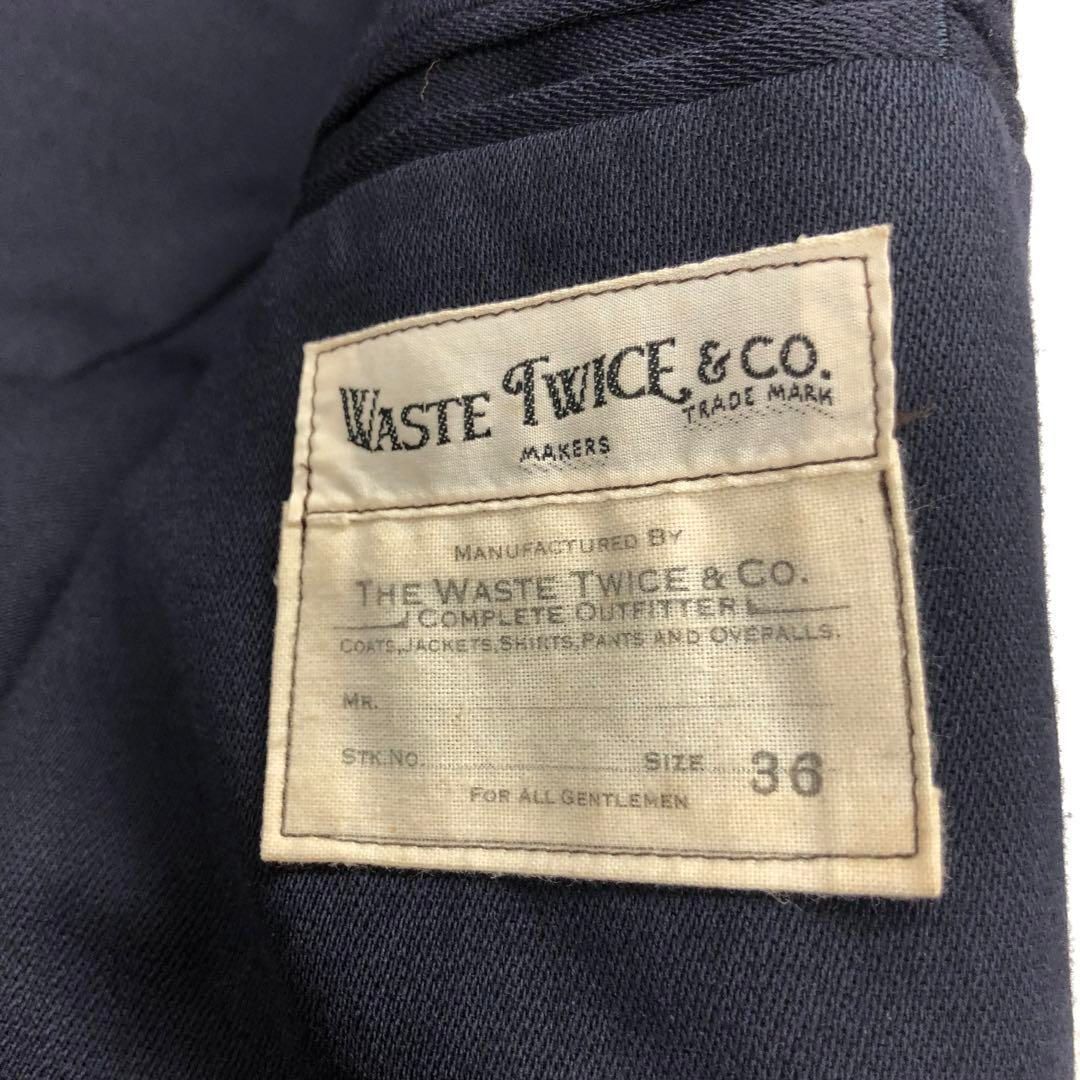 WASTE TWICE & CO.
TRADE MARK
MAKERS
MANUFACTURED BY
THE WASTE TWICE & CO.
COMPLETE OUTFITTER
COATS, JACKETS, SHIRTS, PANTS AND OVERALLS.
MR.
STK.NO. SIZE 36
FOR ALL GENTLEMEN